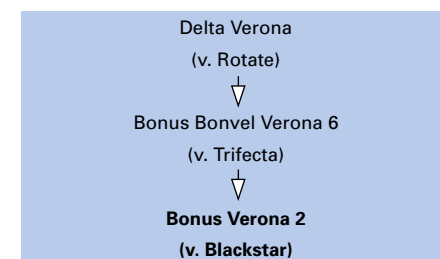 Delta Verona
(v. Rotate)
Bonus Bonvel Verona 6
(v. Trifecta)
Bonus Verona 2
(v. Blackstar)